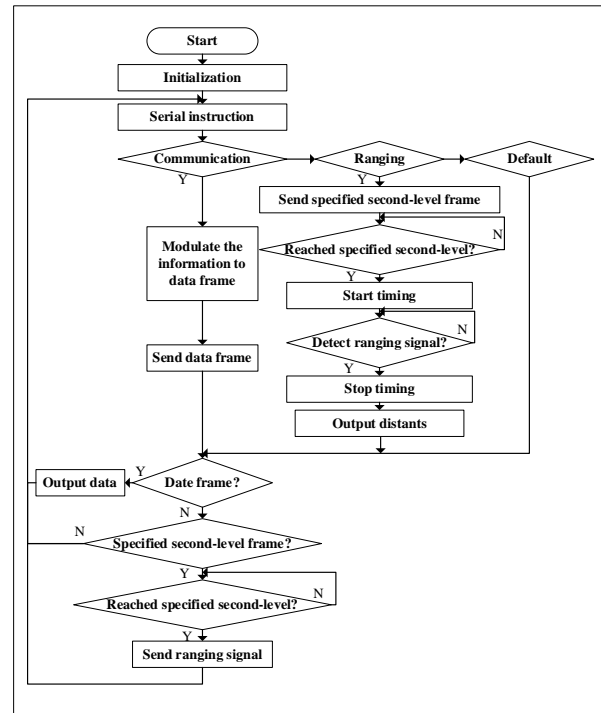 Start
Initialization
Serial instruction
Communication
Ranging
Default
Y
Y
Send specified second-level frame
N
Reached specified second-level?
Y
Modulate the
information to
data frame
Start timing
N
Detect ranging signal?
Y
Send data frame
Stop timing
Output distants
Y
Output data
Date frame?
N
N
Specified second-level frame?
Y
N
Reached specified second-level?
Y
Send ranging signal